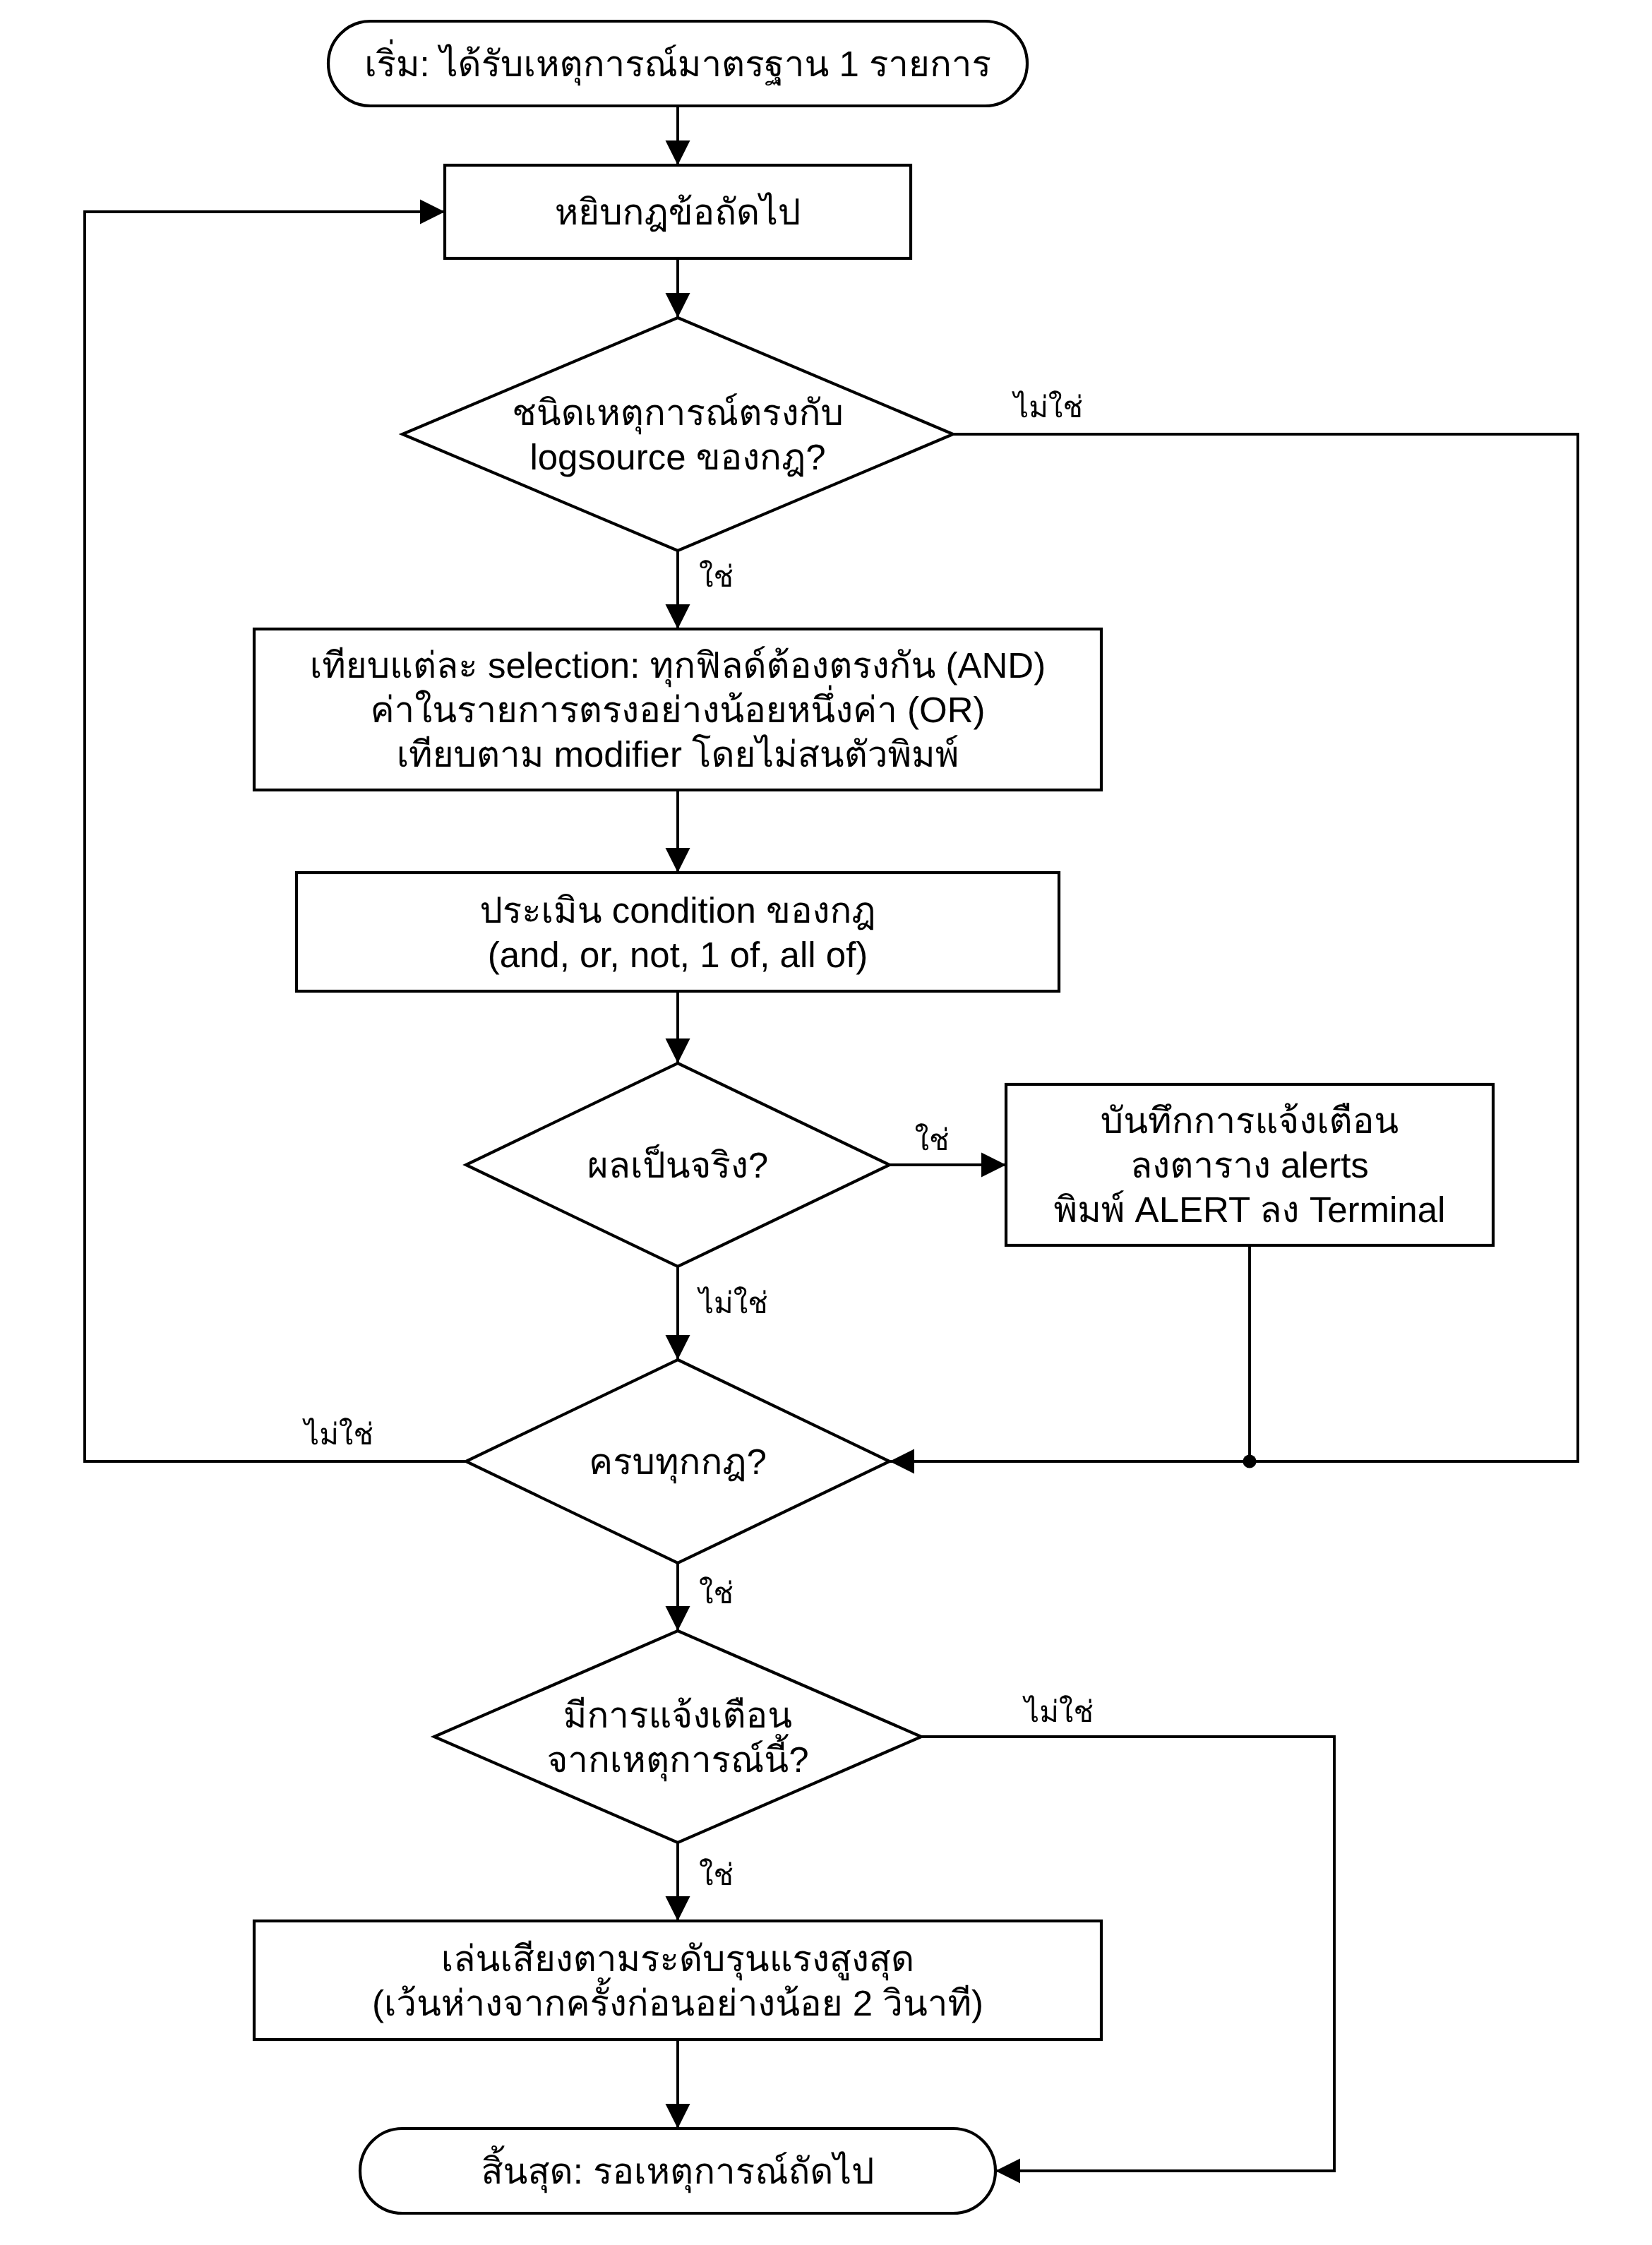 เริ่ม: ได้รับเหตุการณ์มาตรฐาน 1 รายการ
หยิบกฎข้อถัดไป
ชนิดเหตุการณ์ตรงกับ
logsource ของกฎ?
ไม่ใช่
ใช่
เทียบแต่ละ selection: ทุกฟิลด์ต้องตรงกัน (AND)
ค่าในรายการตรงอย่างน้อยหนึ่งค่า (OR)
เทียบตาม modifier โดยไม่สนตัวพิมพ์
ประเมิน condition ของกฎ
(and, or, not, 1 of, all of)
ผลเป็นจริง?
ใช่
บันทึกการแจ้งเตือน
ลงตาราง alerts
พิมพ์ ALERT ลง Terminal
ไม่ใช่
ไม่ใช่
ครบทุกกฎ?
ใช่
มีการแจ้งเตือน
จากเหตุการณ์นี้?
ไม่ใช่
ใช่
เล่นเสียงตามระดับรุนแรงสูงสุด
(เว้นห่างจากครั้งก่อนอย่างน้อย 2 วินาที)
สิ้นสุด: รอเหตุการณ์ถัดไป